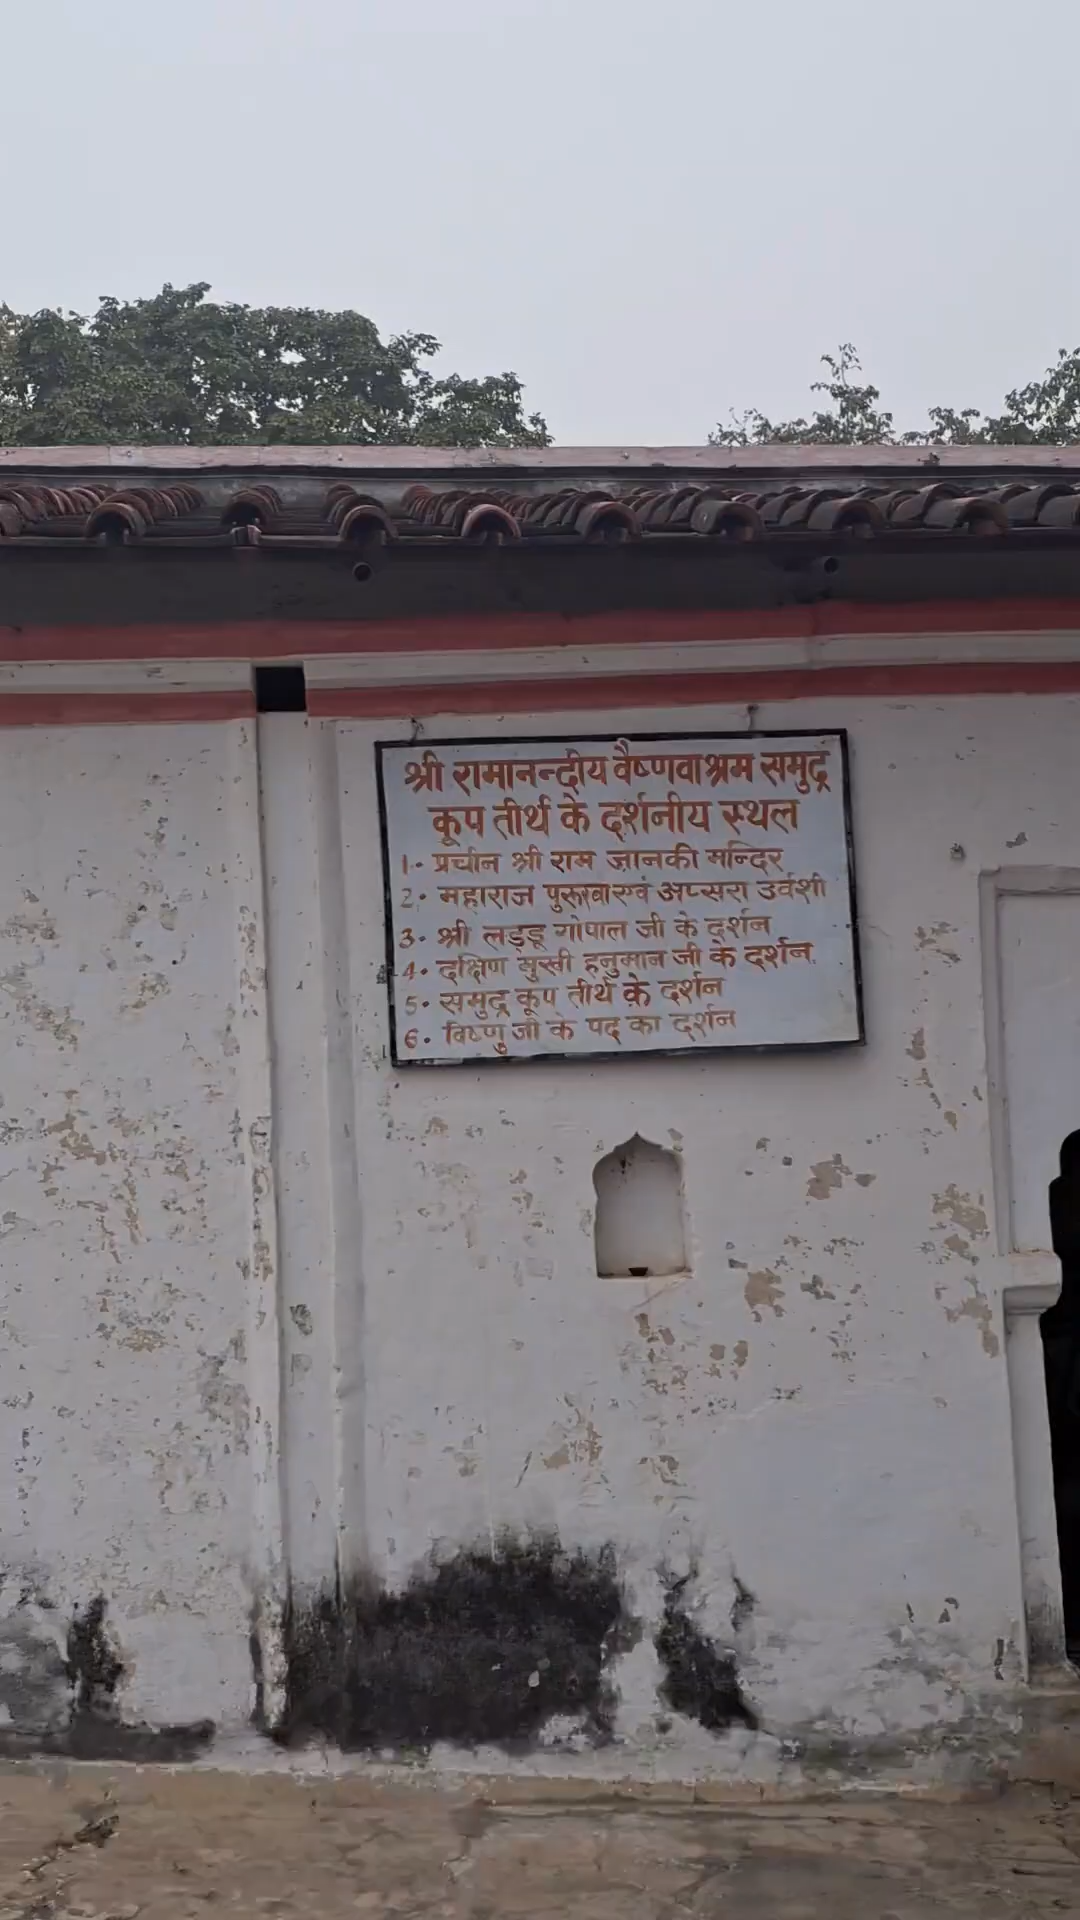 श्री रामानन्दीय वैष्णवाश्रम समुद्र
कूप तीर्थ के दर्शनीय स्थल
1. प्रचीन श्री राम जानकी मन्दिर
2. महाराज पुरूरवा एवं अप्सरा उर्वशी
3. श्री लड्डू गोपाल जी के दर्शन
4. दक्षिण मुखी हनुमान जी के दर्शन
5. समुद्र कूप तीर्थ के दर्शन
6. विष्णु जी के पद का दर्शन